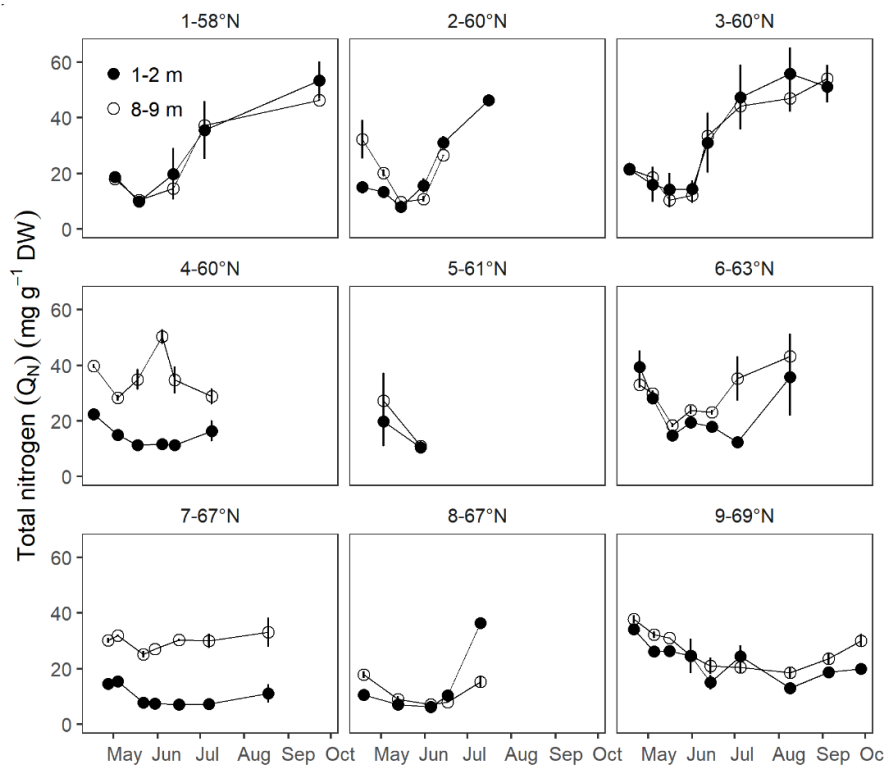 1-58°N 2-60°N 3-60°N
1-2 m
8-9 m
60
40
20
0
4-60°N 5-61°N 6-63°N
60
40
20
0
7-67°N 8-67°N 9-69°N
60
40
20
0
May Jun Jul Aug Sep Oct May Jun Jul Aug Sep Oct May Jun Jul Aug Sep Oc
Total nitrogen (Q_N) (mg g⁻¹ DW)